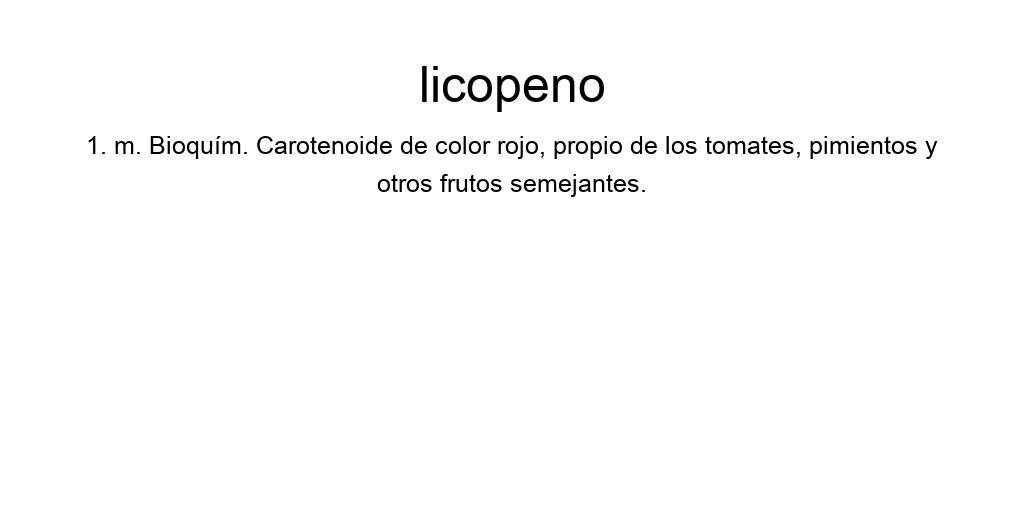 licopeno
1. m. Bioquím. Carotenoide de color rojo, propio de los tomates, pimientos y
otros frutos semejantes.